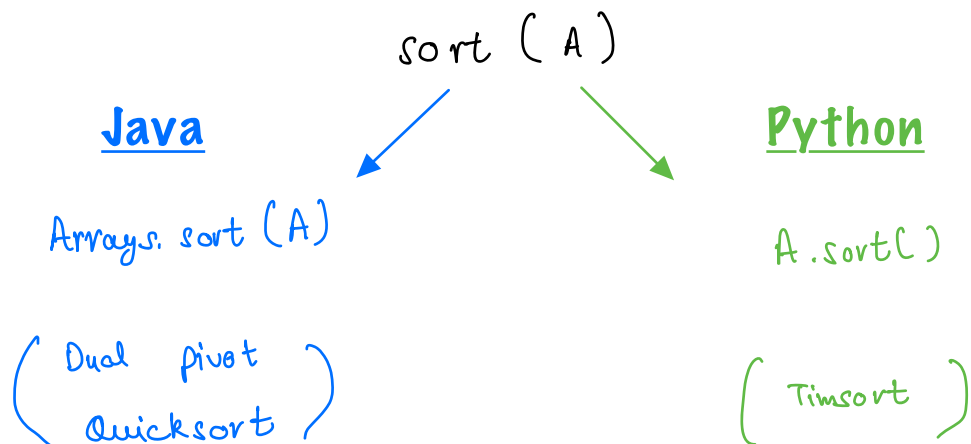 sort (A)
Java
Python
Arrays.sort (A)
A.sort()
(Dual pivot
Quicksort)
(Timsort)